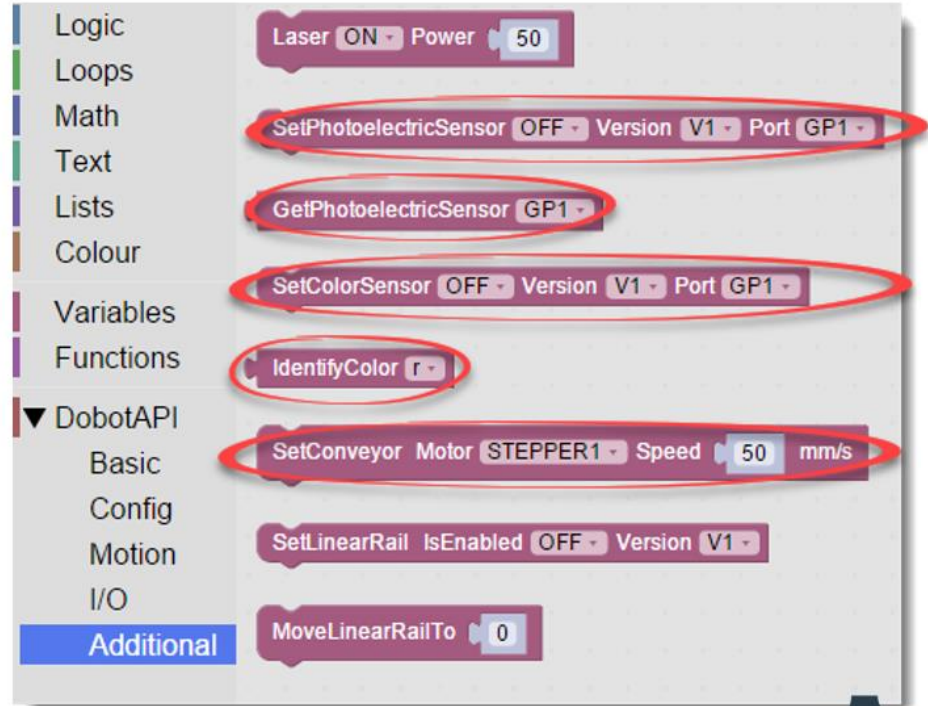 Logic
Loops
Math
Text
Lists
Colour
Variables
Functions
▼ DobotAPI
Basic
Config
Motion
I/O
Additional
Laser ON Power 50
SetPhotoelectricSensor OFF Version V1 Port GP1
GetPhotoelectricSensor GP1
SetColorSensor OFF Version V1 Port GP1
IdentifyColor r
SetConveyor Motor STEPPER1 Speed 50 mm/s
SetLinearRail IsEnabled OFF Version V1
MoveLinearRailTo 0